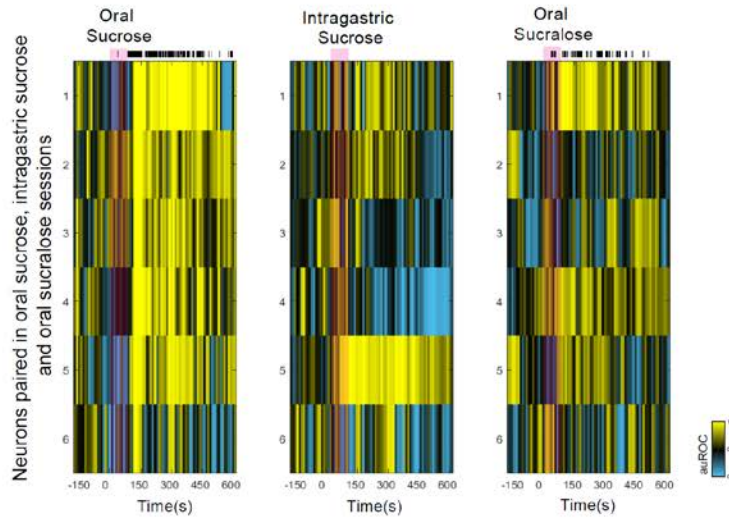 Oral
Sucrose
Intragastric
Sucrose
Oral
Sucralose
Neurons paired in oral sucrose, intragastric sucrose
and oral sucralose sessions
1
2
3
4
5
6
-150 0 150 300 450 600
Time(s)
1
2
3
4
5
6
-150 0 150 300 450 600
Time(s)
1
2
3
4
5
6
-150 0 150 300 450 600
Time(s)
auROC